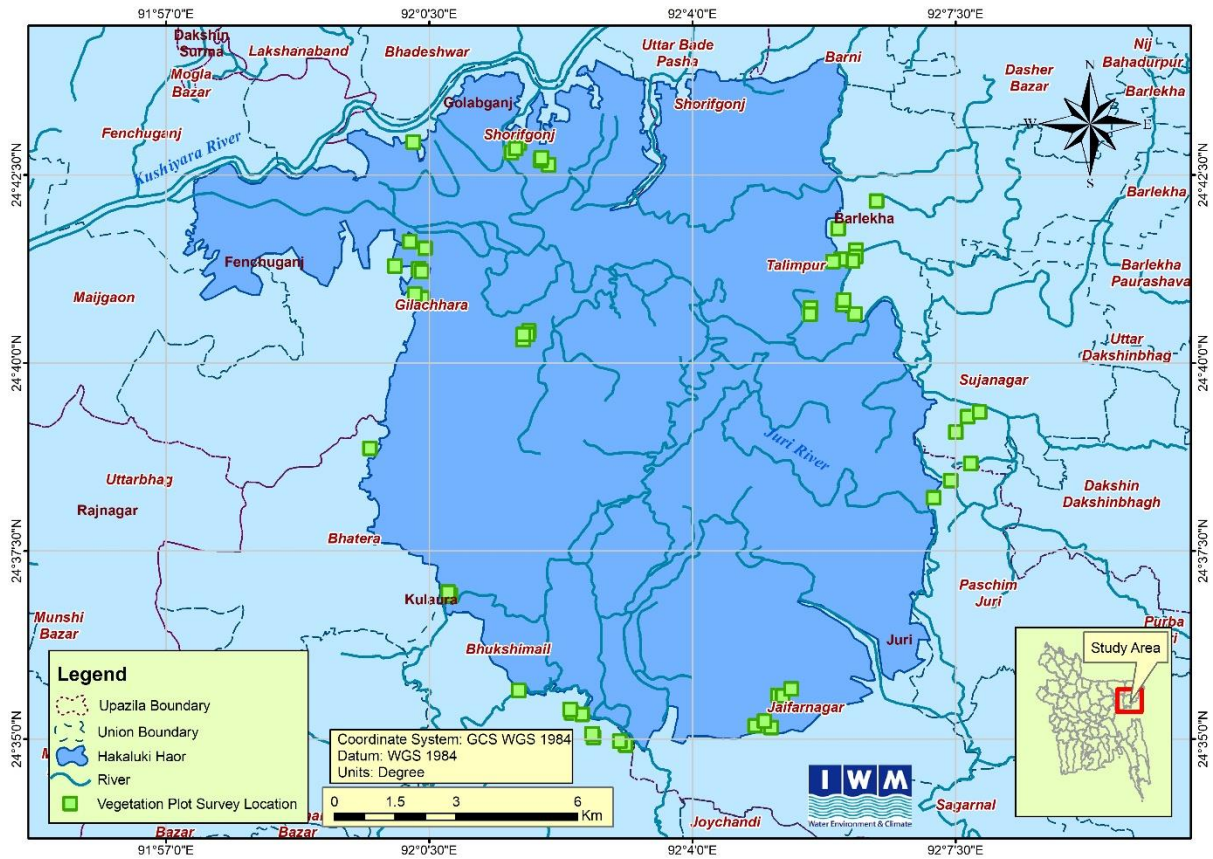 91°57'0"E
92°0'30"E
92°4'0"E
92°7'30"E
Dakshin
Surma
Lakshanaband
Bhadeshwar
Uttar Bade
Pasha
Barni
Nij
Bahadurpur
Mogla
Bazar
Dasher
Bazar
Barlekha
N
W
E
S
Golabganj
Shorifgonj
Fenchuganj
Shorifgonj
Kushiyara River
24°42'30"N
24°42'30"N
Barlekha
Barlekha
Fenchuganj
Talimpur
Barlekha
Paurashava
Maijgaon
Gilachhara
Uttar
Dakshinbhag
24°40'0"N
24°40'0"N
Sujanagar
Juri River
Uttarbhag
Rajnagar
Dakshin
Dakshinbhagh
Bhatera
24°37'30"N
24°37'30"N
Kulaura
Paschim
Juri
Munshi
Bazar
Purba
Bhukshimail
Juri
Study Area
Legend
Upazila Boundary
Union Boundary
Hakaluki Haor
River
Vegetation Plot Survey Location
Jaifarnagar
24°35'0"N
24°35'0"N
Coordinate System: GCS WGS 1984
Datum: WGS 1984
Units: Degree
0 1.5 3 6
Km
IWM
Water Environment & Climate
Sagarnal
Joychandi
Bazar
Bazar
91°57'0"E
92°0'30"E
92°4'0"E
92°7'30"E